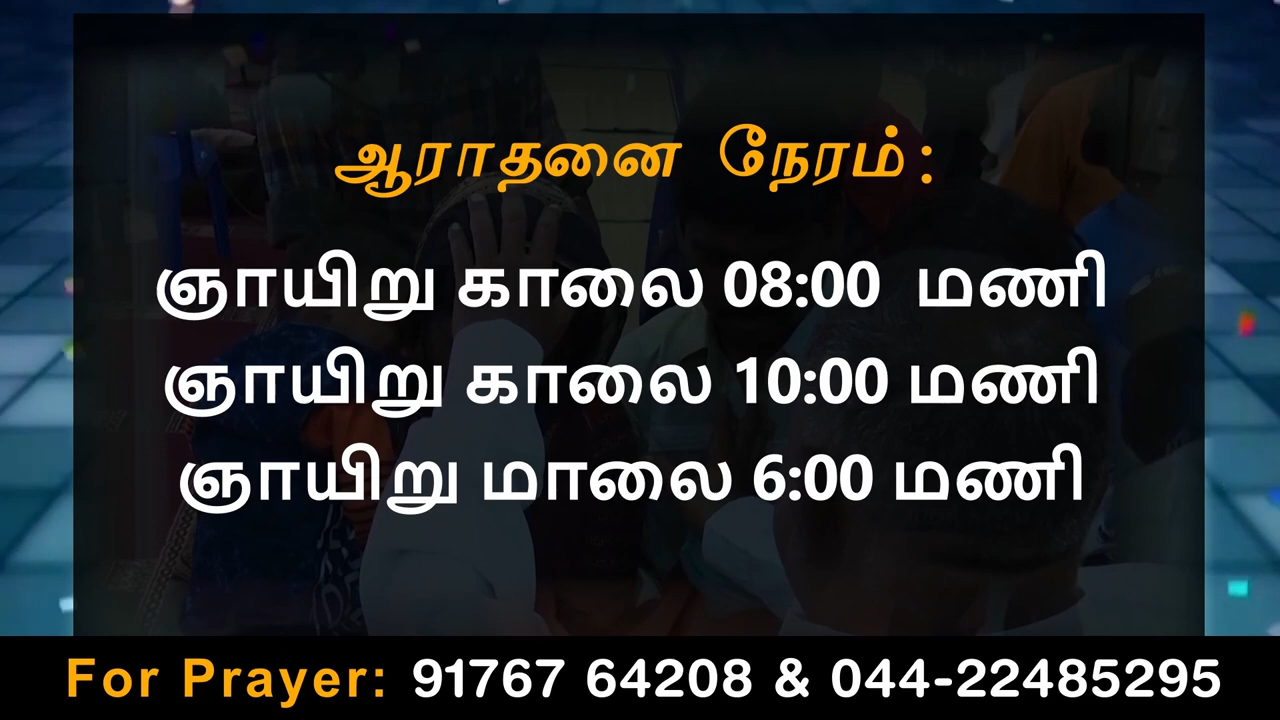 ஆராதனை நேரம்:
ஞாயிறு காலை 08:00 மணி
ஞாயிறு காலை 10:00 மணி
ஞாயிறு மாலை 6:00 மணி
For Prayer: 91767 64208 & 044-22485295